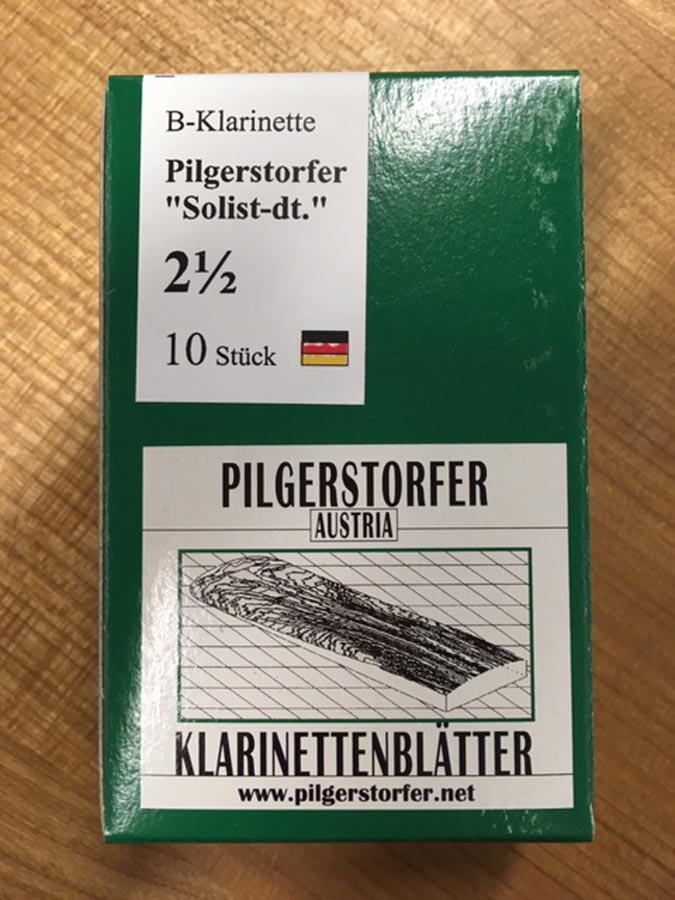 B-Klarinette
Pilgerstorfer
"Solist-dt."
2½
10 Stück
PILGERSTORFER
AUSTRIA
KLARINETTENBLÄTTER
www.pilgerstorfer.net